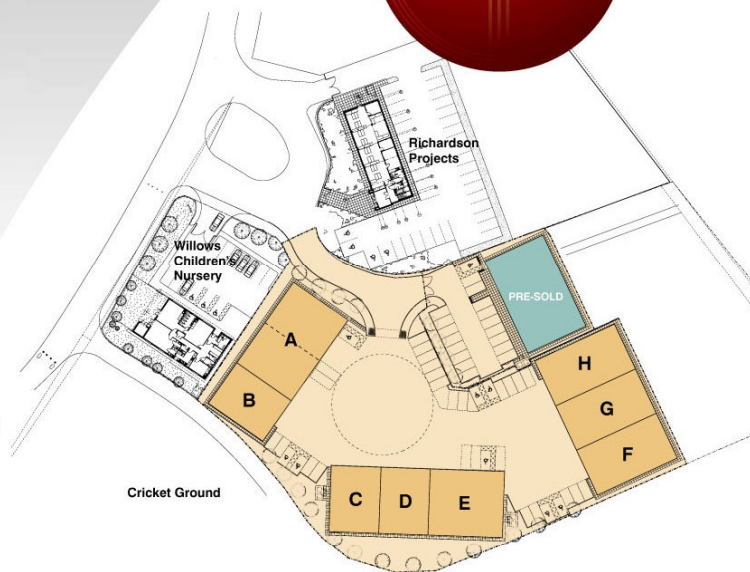 Richardson
Projects
Willows
Children's
Nursery
PRE-SOLD
A
B
H
G
F
C
D
E
Cricket Ground